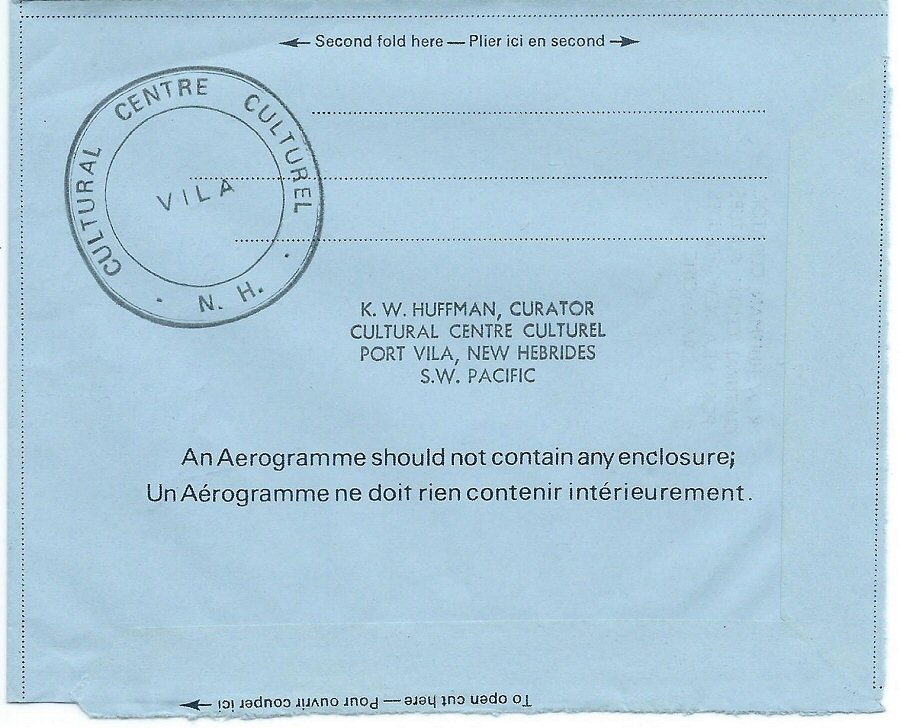 Second fold here — Plier ici en second
CULTURAL CENTRE CULTUREL
VILA
· N. H. ·
K. W. HUFFMAN, CURATOR
CULTURAL CENTRE CULTUREL
PORT VILA, NEW HEBRIDES
S.W. PACIFIC
An Aerogramme should not contain any enclosure;
Un Aérogramme ne doit rien contenir intérieurement.
To open cut here — Pour ouvrir couper ici